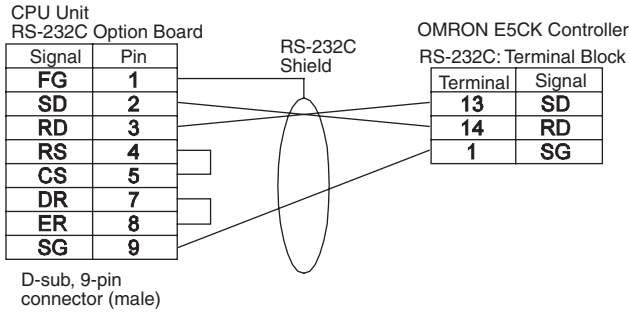 CPU Unit
RS-232C Option Board
Signal Pin
FG 1
SD 2
RD 3
RS 4
CS 5
DR 7
ER 8
SG 9
D-sub, 9-pin
connector (male)
RS-232C
Shield
OMRON E5CK Controller
RS-232C: Terminal Block
Terminal Signal
13 SD
14 RD
1 SG